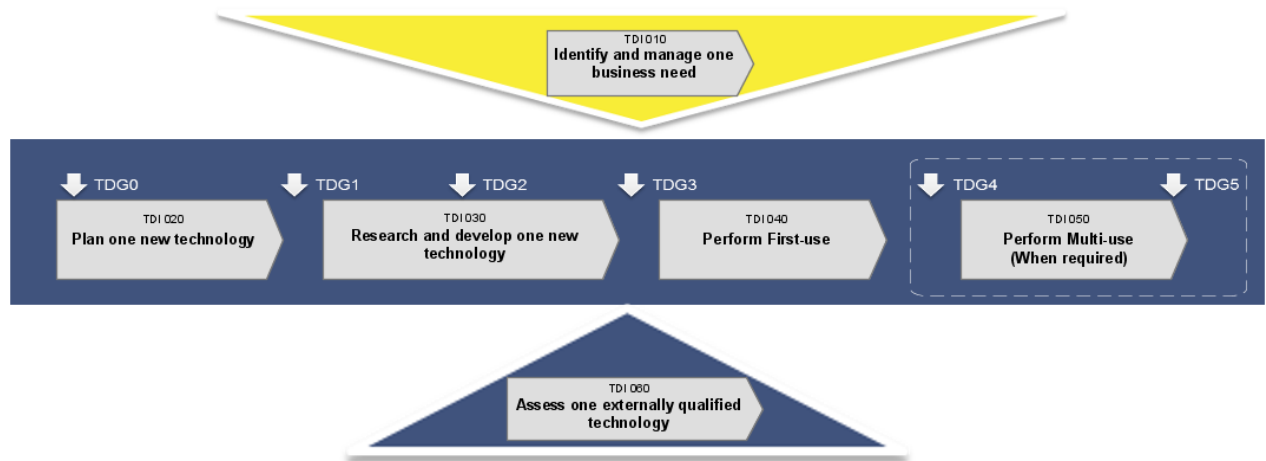 TDI010
Identify and manage one
business need
TDG0
TDG1
TDG2
TDG3
TDG4
TDG5
TDI020
Plan one new technology
TDI030
Research and develop one new
technology
TDI040
Perform First-use
TDI050
Perform Multi-use
(When required)
TDI060
Assess one externally qualified
technology